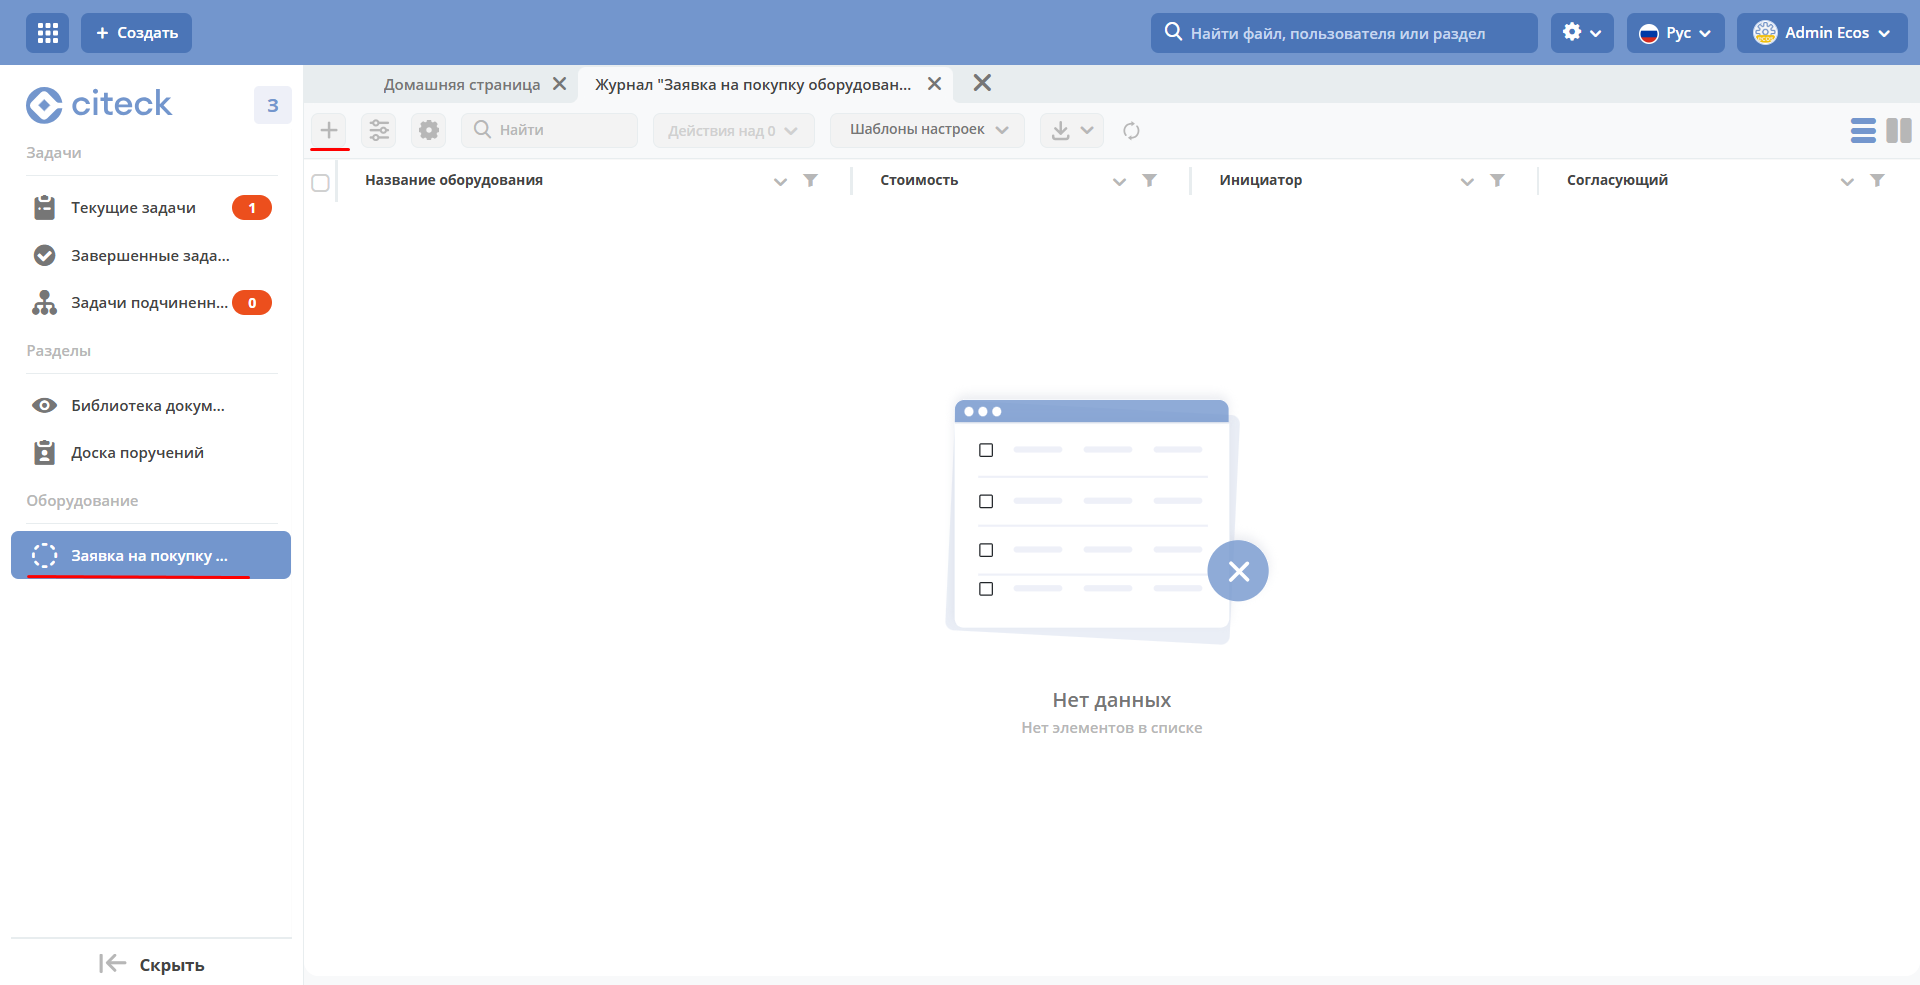 + Создать
Найти файл, пользователя или раздел
Рус
Admin Ecos
citeck
3
Задачи
Текущие задачи 1
Завершенные зада...
Задачи подчиненн... 0
Разделы
Библиотека докум...
Доска поручений
Оборудование
Заявка на покупку ...
Скрыть
Домашняя страница
Журнал "Заявка на покупку оборудован...
Найти
Действия над 0
Шаблоны настроек
Название оборудования
Стоимость
Инициатор
Согласующий
Нет данных
Нет элементов в списке